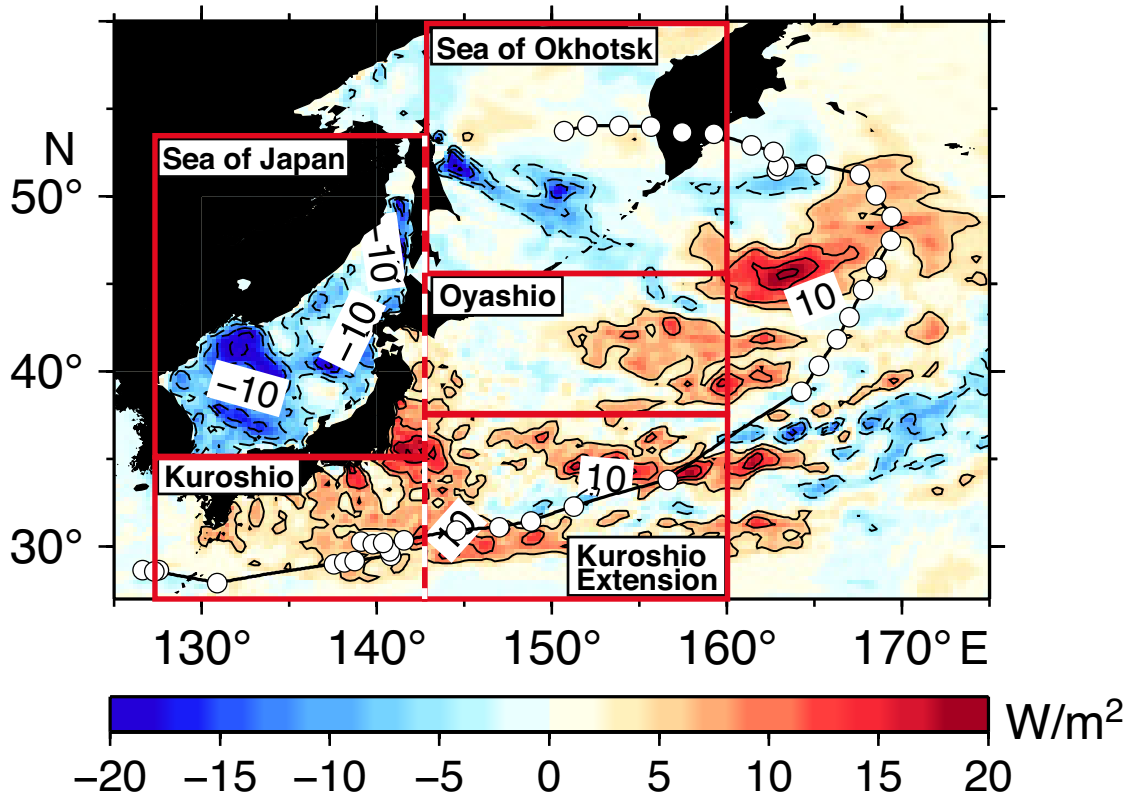 Sea of Okhotsk
N
Sea of Japan
50°
−10
Oyashio
10
−10
40°
−10
Kuroshio
10
10
30°
Kuroshio
Extension
130° 140° 150° 160° 170° E
W/m²
−20 −15 −10 −5 0 5 10 15 20